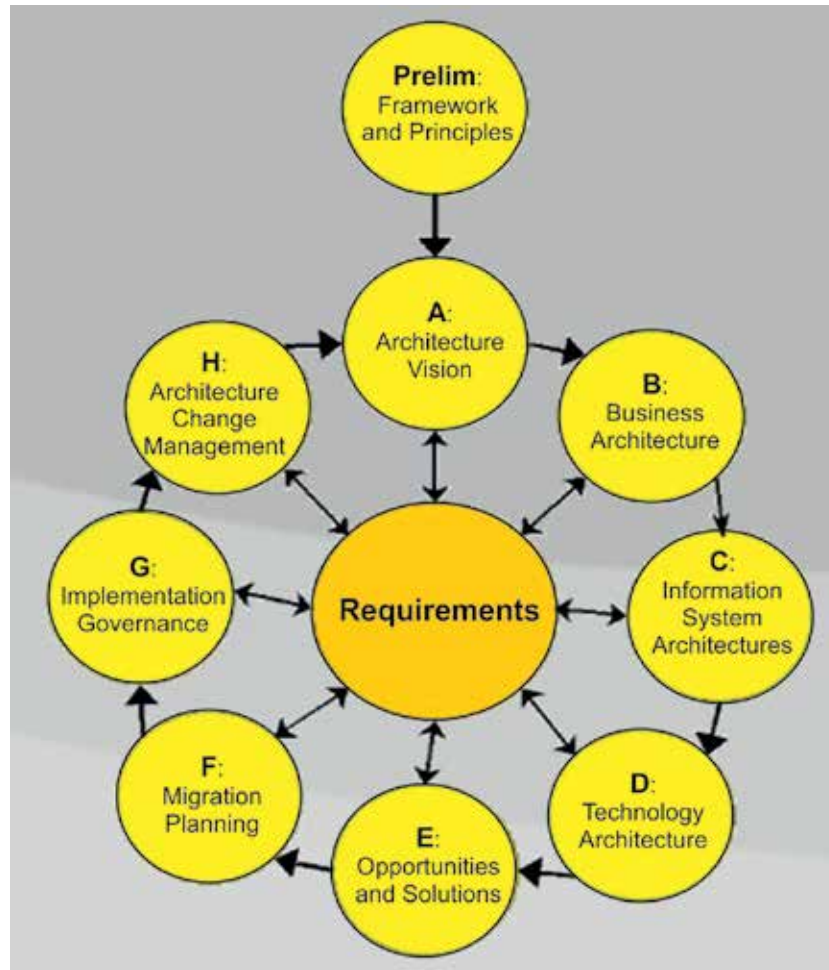 Prelim:
Framework
and Principles
A:
Architecture
Vision
B:
Business
Architecture
C:
Information
System
Architectures
D:
Technology
Architecture
E:
Opportunities
and Solutions
F:
Migration
Planning
G:
Implementation
Governance
H:
Architecture
Change
Management
Requirements